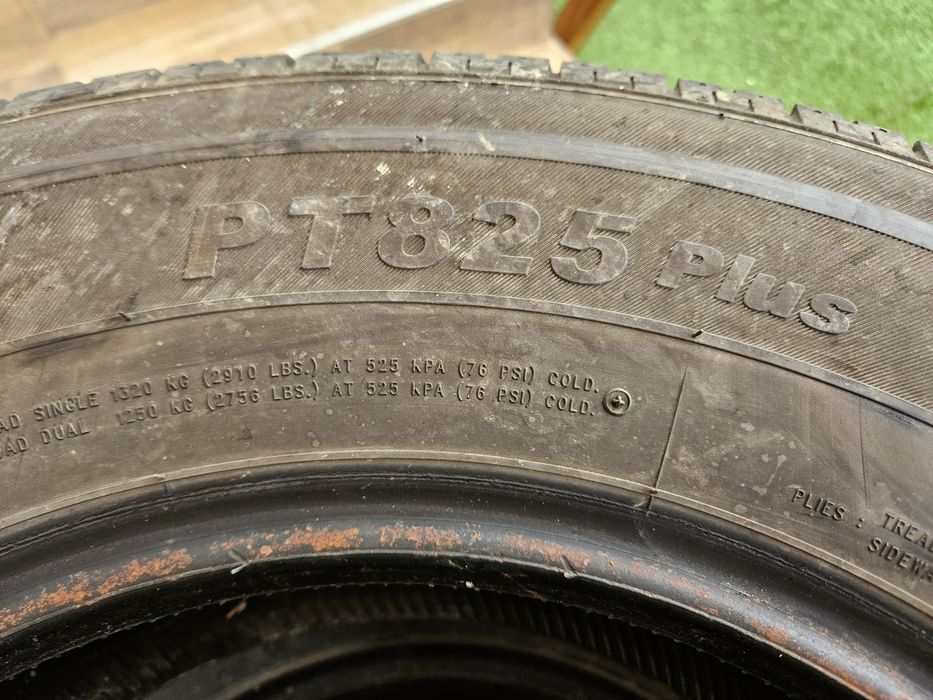 PT825 Plus
AD SINGLE 1320 KG (2910 LBS.) AT 525 KPA (76 PSI) COLD.
AD DUAL 1250 KG (2756 LBS.) AT 525 KPA (76 PSI) COLD.
PLIES : TREAD
SIDEWA